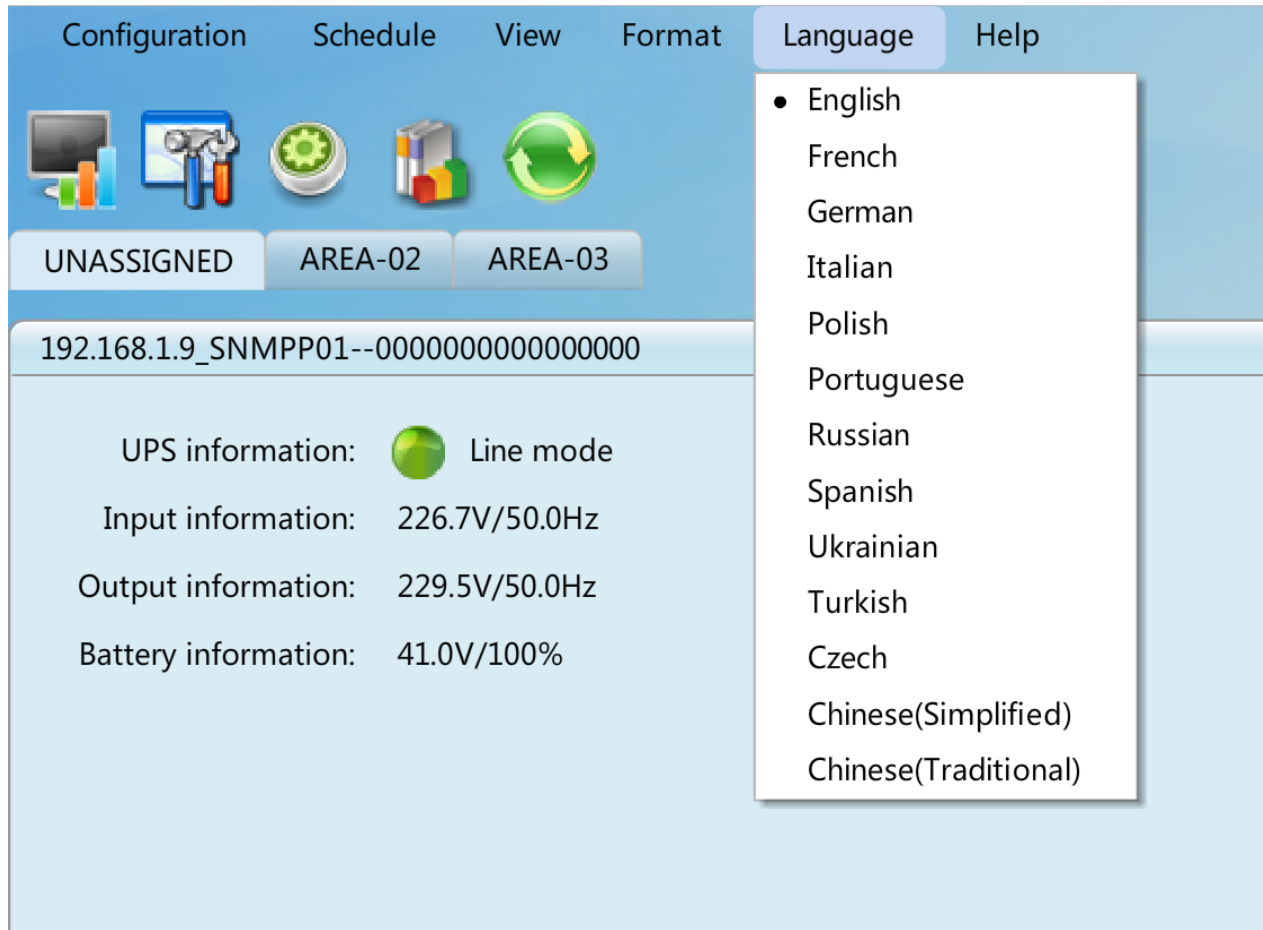 Configuration Schedule View Format Language Help
English
French
German
Italian
Polish
Portuguese
Russian
Spanish
Ukrainian
Turkish
Czech
Chinese(Simplified)
Chinese(Traditional)
UNASSIGNED AREA-02 AREA-03
192.168.1.9_SNMPP01--0000000000000000
UPS information: Line mode
Input information: 226.7V/50.0Hz
Output information: 229.5V/50.0Hz
Battery information: 41.0V/100%